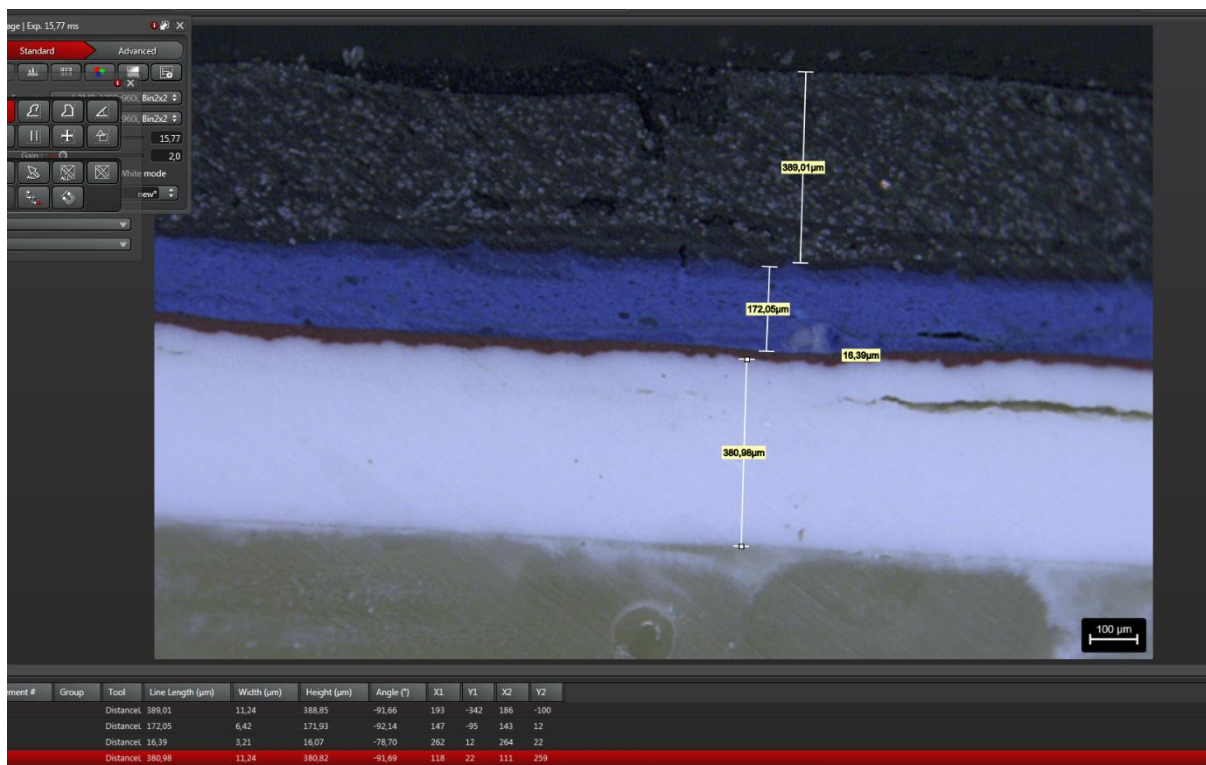 age | Exp. 15,77 ms
Standard Advanced
960i, Bin2x2
960i, Bin2x2
15,77
Gain : 2,0
White mode
new*
389,01µm
172,05µm
16,39µm
380,98µm
100 µm
ement # Group Tool Line Length (µm) Width (µm) Height (µm) Angle (°) X1 Y1 X2 Y2
DistanceL 389,01 11,24 388,85 -91,66 193 -342 186 -100
DistanceL 172,05 6,42 171,93 -92,14 147 -95 143 12
DistanceL 16,39 3,21 16,07 -78,70 262 12 264 22
DistanceL 380,98 11,24 380,82 -91,69 118 22 111 259